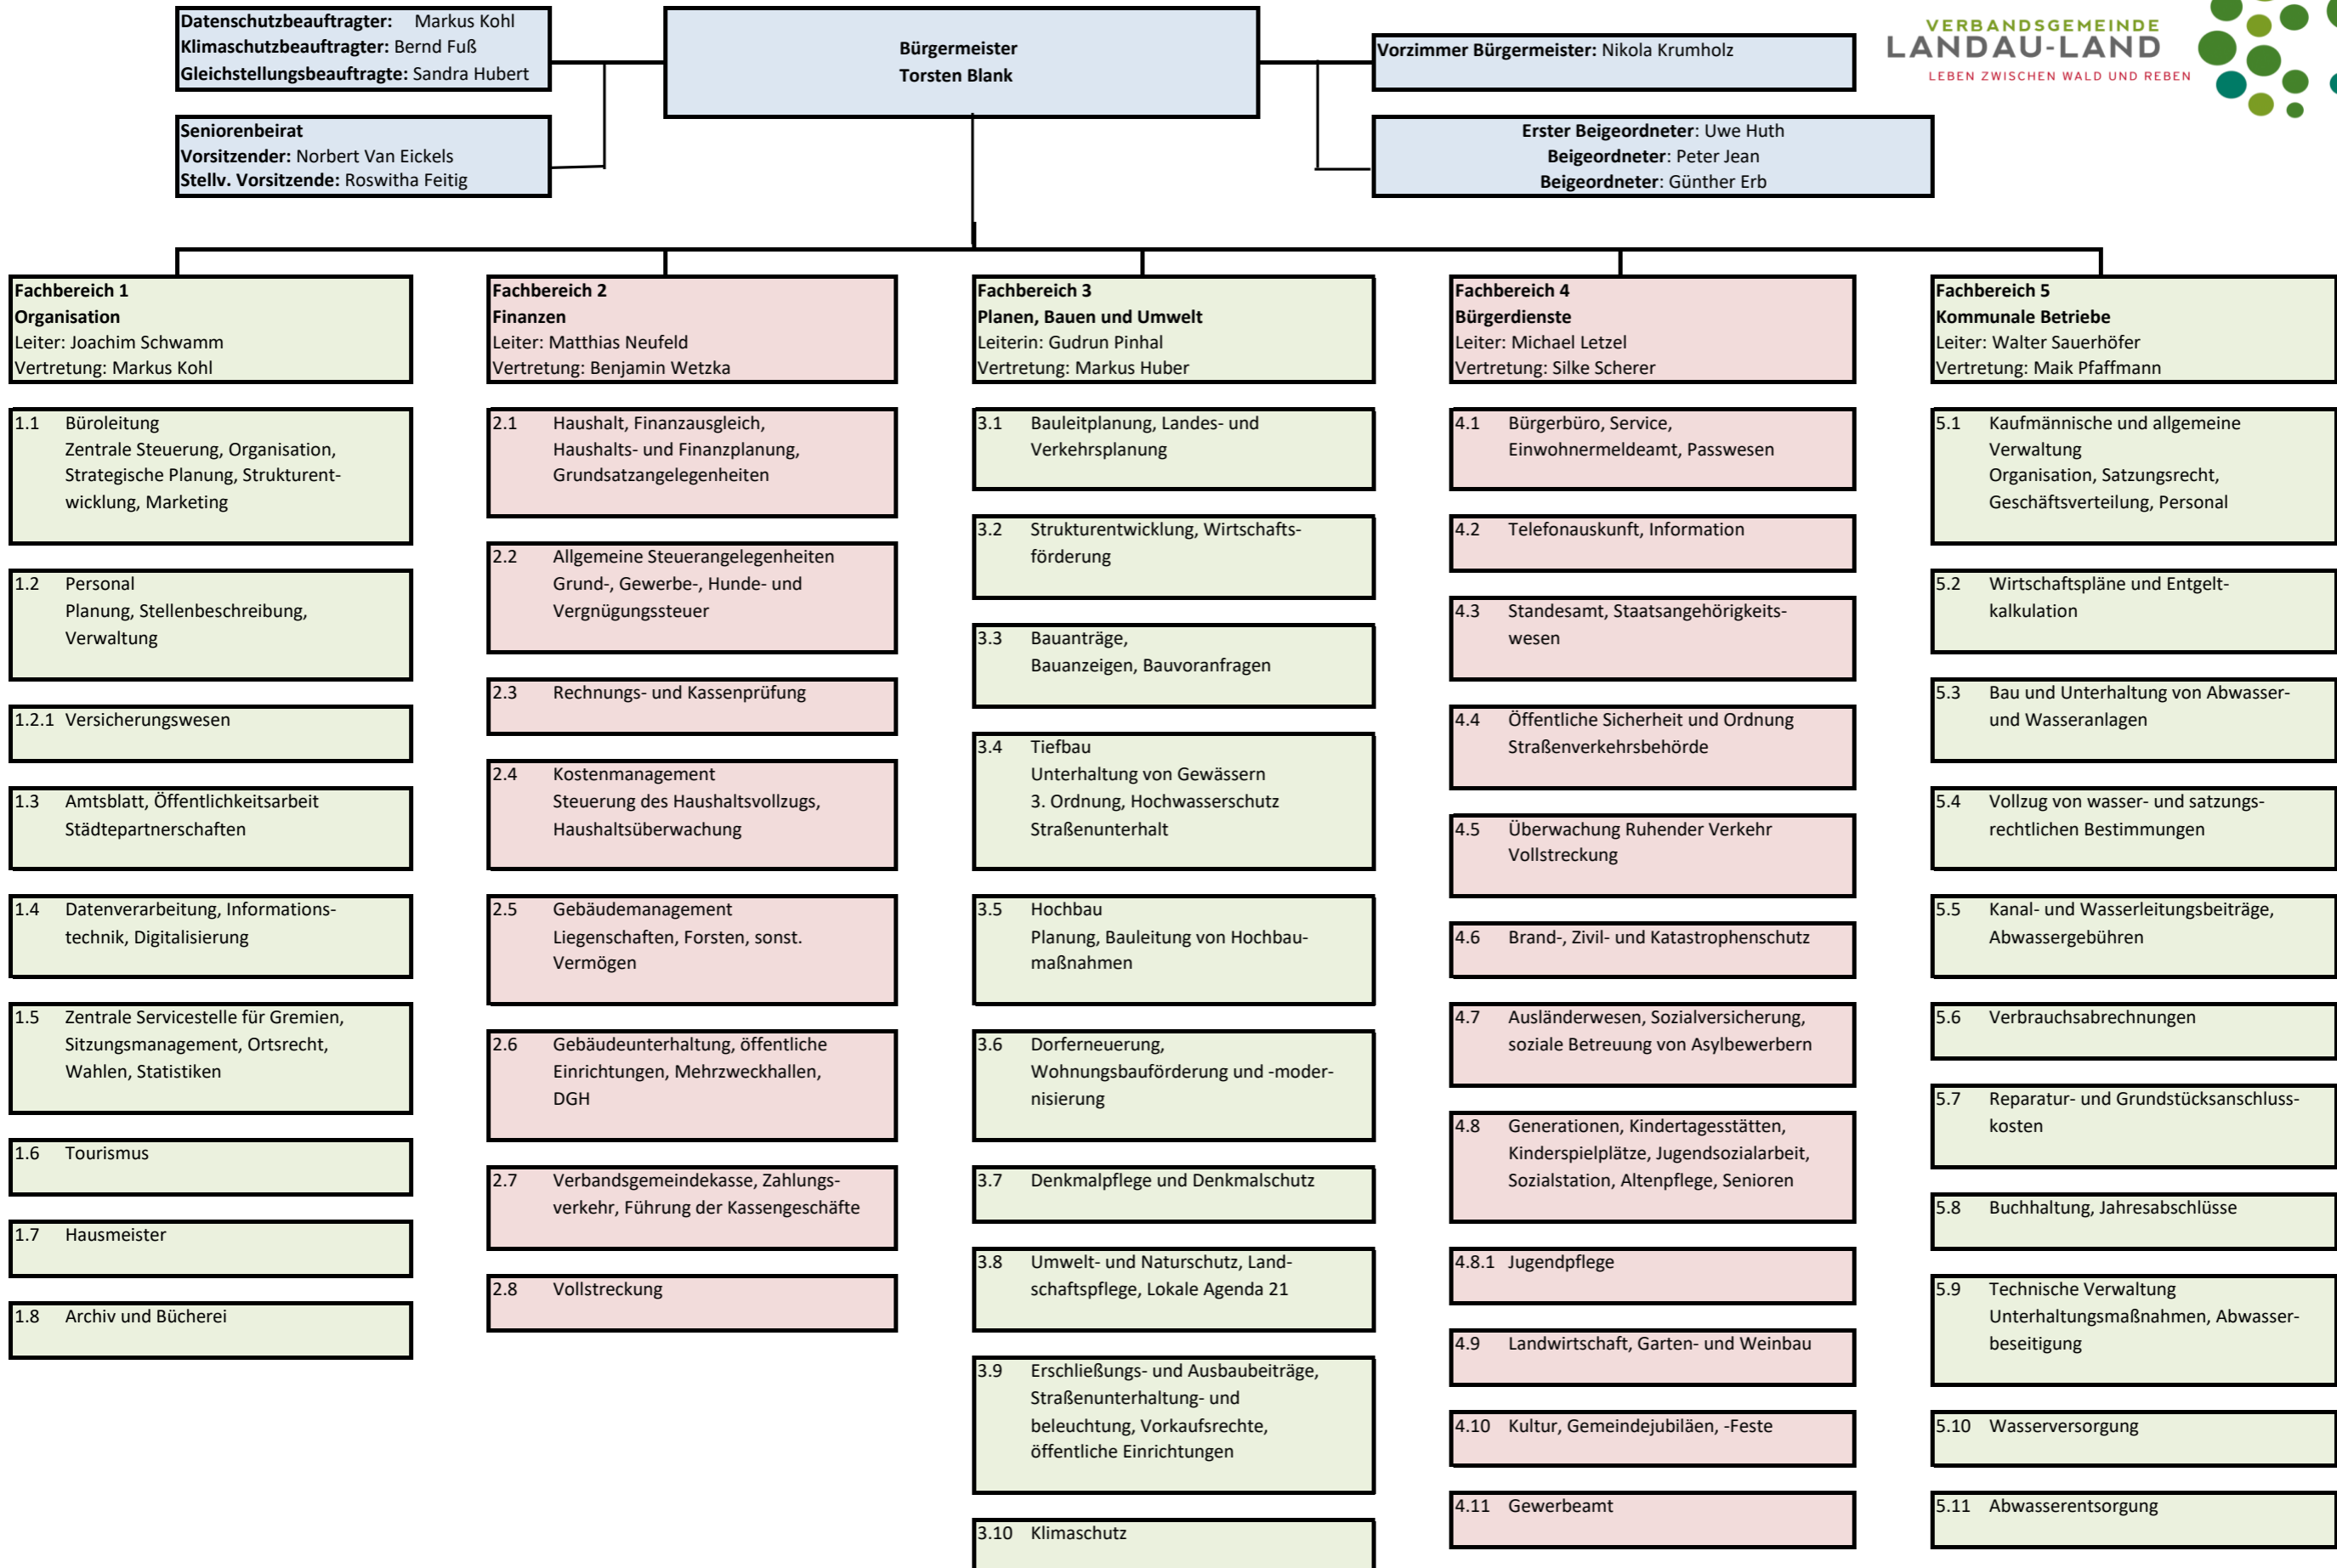 Datenschutzbeauftragter: Markus Kohl
Klimaschutzbeauftragter: Bernd Fuß
Gleichstellungsbeauftragte: Sandra Hubert
Bürgermeister
Torsten Blank
Vorzimmer Bürgermeister: Nikola Krumholz
VERBANDSGEMEINDE
LANDAU-LAND
LEBEN ZWISCHEN WALD UND REBEN
Seniorenbeirat
Vorsitzender: Norbert Van Eickels
Stellv. Vorsitzende: Roswitha Feitig
Erster Beigeordneter: Uwe Huth
Beigeordneter: Peter Jean
Beigeordneter: Günther Erb
Fachbereich 1
Organisation
Leiter: Joachim Schwamm
Vertretung: Markus Kohl
1.1 Büroleitung
Zentrale Steuerung, Organisation,
Strategische Planung, Strukturent-
wicklung, Marketing
1.2 Personal
Planung, Stellenbeschreibung,
Verwaltung
1.2.1 Versicherungswesen
1.3 Amtsblatt, Öffentlichkeitsarbeit
Städtepartnerschaften
1.4 Datenverarbeitung, Informations-
technik, Digitalisierung
1.5 Zentrale Servicestelle für Gremien,
Sitzungsmanagement, Ortsrecht,
Wahlen, Statistiken
1.6 Tourismus
1.7 Hausmeister
1.8 Archiv und Bücherei
Fachbereich 2
Finanzen
Leiter: Matthias Neufeld
Vertretung: Benjamin Wetzka
2.1 Haushalt, Finanzausgleich,
Haushalts- und Finanzplanung,
Grundsatzangelegenheiten
2.2 Allgemeine Steuerangelegenheiten
Grund-, Gewerbe-, Hunde- und
Vergnügungssteuer
2.3 Rechnungs- und Kassenprüfung
2.4 Kostenmanagement
Steuerung des Haushaltsvollzugs,
Haushaltsüberwachung
2.5 Gebäudemanagement
Liegenschaften, Forsten, sonst.
Vermögen
2.6 Gebäudeunterhaltung, öffentliche
Einrichtungen, Mehrzweckhallen,
DGH
2.7 Verbandsgemeindekasse, Zahlungs-
verkehr, Führung der Kassengeschäfte
2.8 Vollstreckung
Fachbereich 3
Planen, Bauen und Umwelt
Leiterin: Gudrun Pinhal
Vertretung: Markus Huber
3.1 Bauleitplanung, Landes- und
Verkehrsplanung
3.2 Strukturentwicklung, Wirtschafts-
förderung
3.3 Bauanträge,
Bauanzeigen, Bauvoranfragen
3.4 Tiefbau
Unterhaltung von Gewässern
3. Ordnung, Hochwasserschutz
Straßenunterhalt
3.5 Hochbau
Planung, Bauleitung von Hochbau-
maßnahmen
3.6 Dorferneuerung,
Wohnungsbauförderung und -moder-
nisierung
3.7 Denkmalpflege und Denkmalschutz
3.8 Umwelt- und Naturschutz, Land-
schaftspflege, Lokale Agenda 21
3.9 Erschließungs- und Ausbaubeiträge,
Straßenunterhaltung- und
beleuchtung, Vorkaufsrechte,
öffentliche Einrichtungen
3.10 Klimaschutz
Fachbereich 4
Bürgerdienste
Leiter: Michael Letzel
Vertretung: Silke Scherer
4.1 Bürgerbüro, Service,
Einwohnermeldeamt, Passwesen
4.2 Telefonauskunft, Information
4.3 Standesamt, Staatsangehörigkeits-
wesen
4.4 Öffentliche Sicherheit und Ordnung
Straßenverkehrsbehörde
4.5 Überwachung Ruhender Verkehr
Vollstreckung
4.6 Brand-, Zivil- und Katastrophenschutz
4.7 Ausländerwesen, Sozialversicherung,
soziale Betreuung von Asylbewerbern
4.8 Generationen, Kindertagesstätten,
Kinderspielplätze, Jugendsozialarbeit,
Sozialstation, Altenpflege, Senioren
4.8.1 Jugendpflege
4.9 Landwirtschaft, Garten- und Weinbau
4.10 Kultur, Gemeindejubiläen, -Feste
4.11 Gewerbeamt
Fachbereich 5
Kommunale Betriebe
Leiter: Walter Sauerhöfer
Vertretung: Maik Pfaffmann
5.1 Kaufmännische und allgemeine
Verwaltung
Organisation, Satzungsrecht,
Geschäftsverteilung, Personal
5.2 Wirtschaftspläne und Entgelt-
kalkulation
5.3 Bau und Unterhaltung von Abwasser-
und Wasseranlagen
5.4 Vollzug von wasser- und satzungs-
rechtlichen Bestimmungen
5.5 Kanal- und Wasserleitungsbeiträge,
Abwassergebühren
5.6 Verbrauchsabrechnungen
5.7 Reparatur- und Grundstücksanschluss-
kosten
5.8 Buchhaltung, Jahresabschlüsse
5.9 Technische Verwaltung
Unterhaltungsmaßnahmen, Abwasser-
beseitigung
5.10 Wasserversorgung
5.11 Abwasserentsorgung